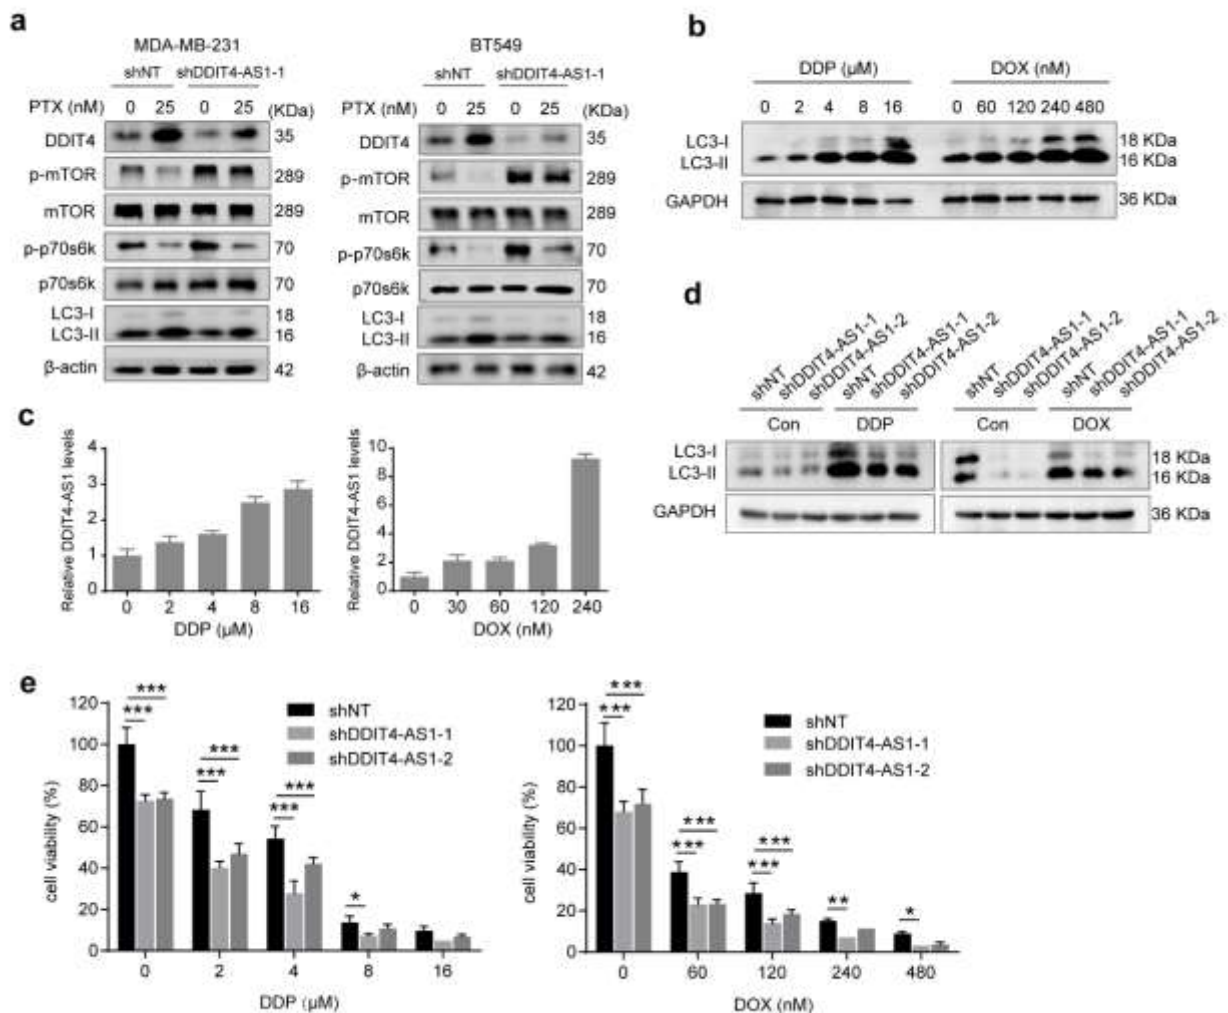 a
MDA-MB-231
shNT shDDIT4-AS1-1
PTX (nM) 0 25 0 25 (KDa)
DDIT4 35
p-mTOR 289
mTOR 289
p-p70s6k 70
p70s6k 70
LC3-I 18
LC3-II 16
β-actin 42
BT549
shNT shDDIT4-AS1-1
PTX (nM) 0 25 0 25 (KDa)
DDIT4 35
p-mTOR 289
mTOR 289
p-p70s6k 70
p70s6k 70
LC3-I 18
LC3-II 16
β-actin 42
b
DDP (μM) DOX (nM)
0 2 4 8 16 0 60 120 240 480
LC3-I 18 KDa
LC3-II 16 KDa
GAPDH 36 KDa
c
Relative DDIT4-AS1 levels
4
3
2
1
0
0 2 4 8 16
DDP (μM)
Relative DDIT4-AS1 levels
10
8
6
4
2
0
0 30 60 120 240
DOX (nM)
d
shNT shDDIT4-AS1-1 shDDIT4-AS1-2 shNT shDDIT4-AS1-1 shDDIT4-AS1-2 shNT shDDIT4-AS1-1 shDDIT4-AS1-2 shNT shDDIT4-AS1-1 shDDIT4-AS1-2
Con DDP Con DOX
LC3-I 18 KDa
LC3-II 16 KDa
GAPDH 36 KDa
e
cell viability (%)
120
100
80
60
40
20
0
*** *** *** *** *** *** *
shNT
shDDIT4-AS1-1
shDDIT4-AS1-2
0 2 4 8 16
DDP (μM)
cell viability (%)
120
100
80
60
40
20
0
*** *** *** *** *** *** ** *
shNT
shDDIT4-AS1-1
shDDIT4-AS1-2
0 60 120 240 480
DOX (nM)